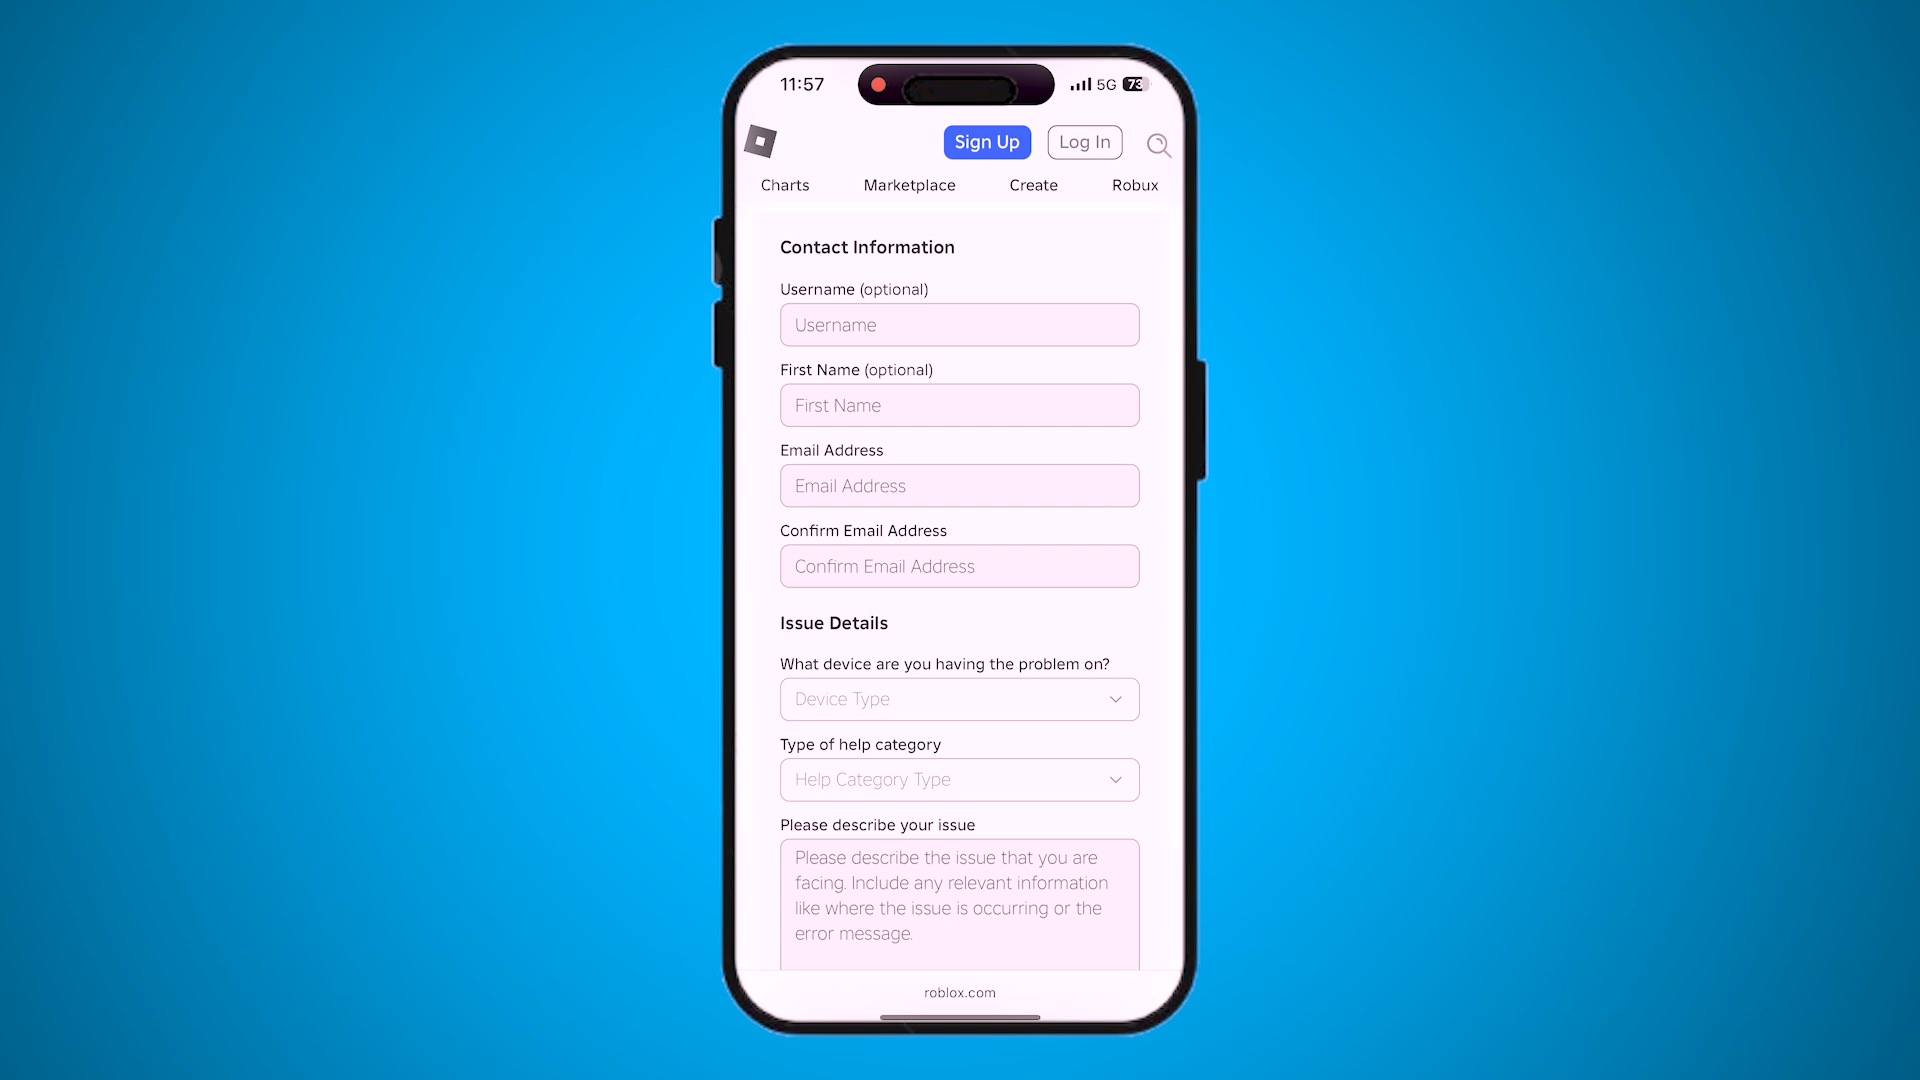 11:57
5G
73
Sign Up
Log In
Charts
Marketplace
Create
Robux
Contact Information
Username (optional)
Username
First Name (optional)
First Name
Email Address
Email Address
Confirm Email Address
Confirm Email Address
Issue Details
What device are you having the problem on?
Device Type
Type of help category
Help Category Type
Please describe your issue
Please describe the issue that you are
facing. Include any relevant information
like where the issue is occurring or the
error message.
roblox.com